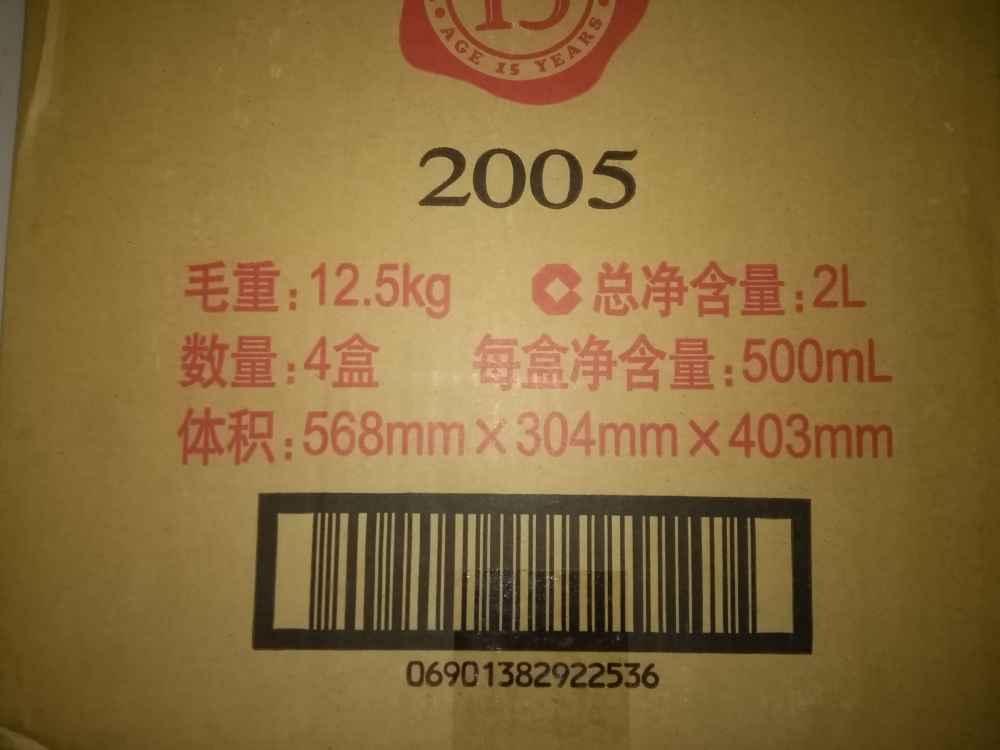 15
AGE 15 YEARS
2005
毛重:12.5kg 总净含量:2L
数量:4盒 每盒净含量:500mL
体积:568mm×304mm×403mm
06901382922536